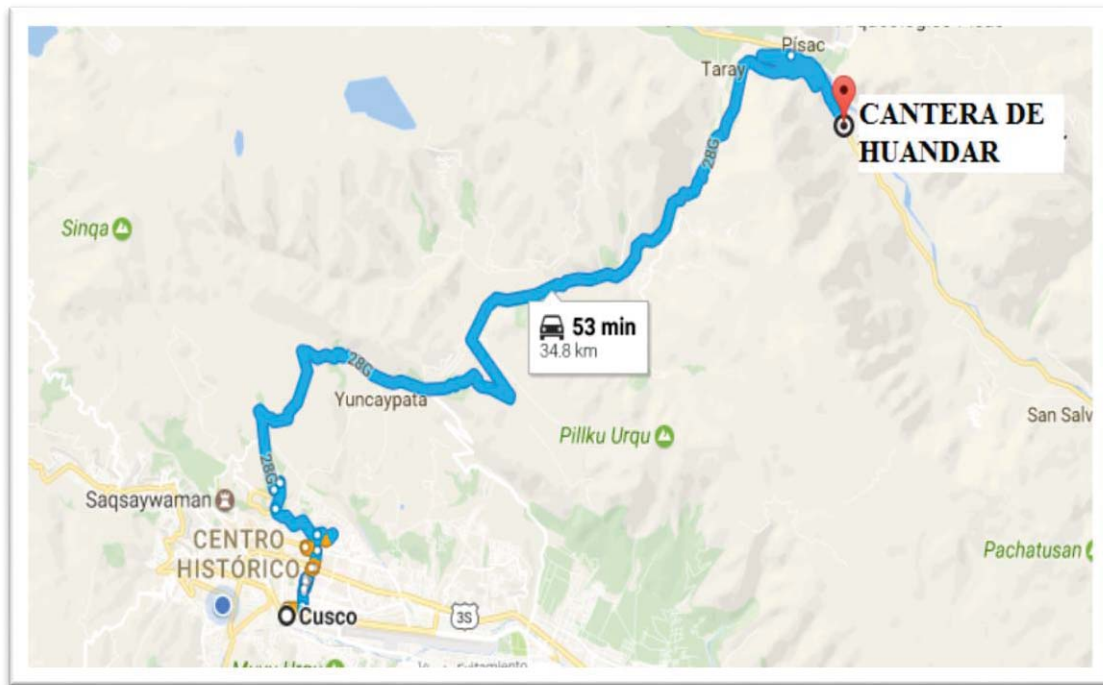 Písac
Taray
CANTERA DE
HUANDAR
28G
Sinqa
53 min
34.8 km
28G
Yuncaypata
San Salv
Pillku Urqu
28G
Saqsaywaman
CENTRO
HISTÓRICO
Pachatusan
Cusco
3S